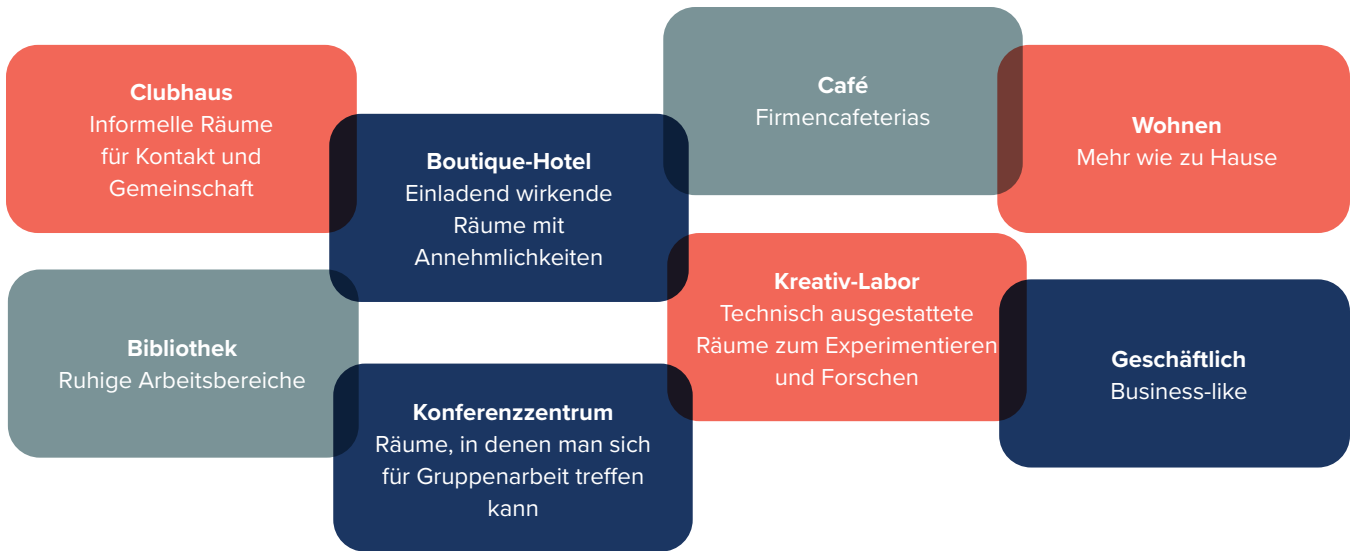 Clubhaus
Informelle Räume
für Kontakt und
Gemeinschaft
Boutique-Hotel
Einladend wirkende
Räume mit
Annehmlichkeiten
Café
Firmencafeterias
Wohnen
Mehr wie zu Hause
Bibliothek
Ruhige Arbeitsbereiche
Konferenzzentrum
Räume, in denen man sich
für Gruppenarbeit treffen
kann
Kreativ-Labor
Technisch ausgestattete
Räume zum Experimentieren
und Forschen
Geschäftlich
Business-like